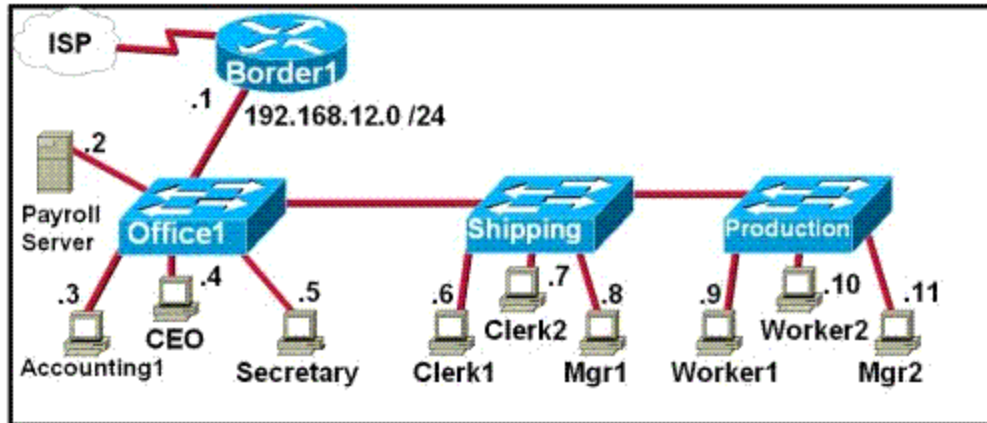 ISP
Border1
.1
192.168.12.0 /24
.2
Payroll
Server
Office1
Shipping
Production
.3
.4
.5
.6
.7
.8
.9
.10
.11
Accounting1
CEO
Secretary
Clerk1
Clerk2
Mgr1
Worker1
Worker2
Mgr2